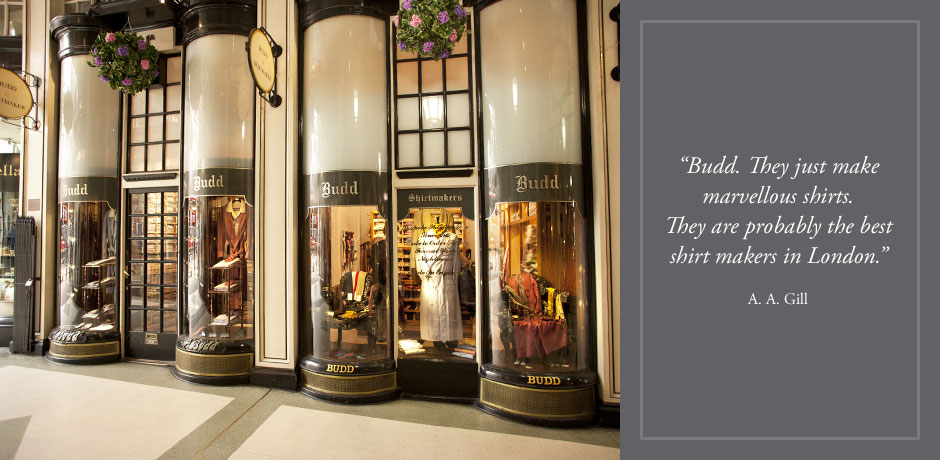 BUDD
Budd
Budd
Budd
Shirtmakers
Budd
BUDD
BUDD
“Budd. They just make
marvellous shirts.
They are probably the best
shirt makers in London.”
A. A. Gill